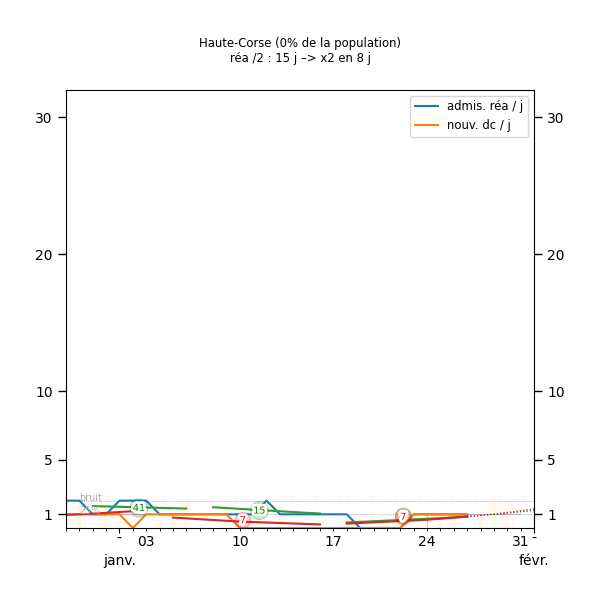 Haute-Corse (0% de la population)
réa /2 : 15 j –> x2 en 8 j
admis. réa / j
nouv. dc / j
30 30
20 20
10 10
5 5
bruit
1 1
41 15 7 7
- 03 10 17 24 31 -
janv. févr.